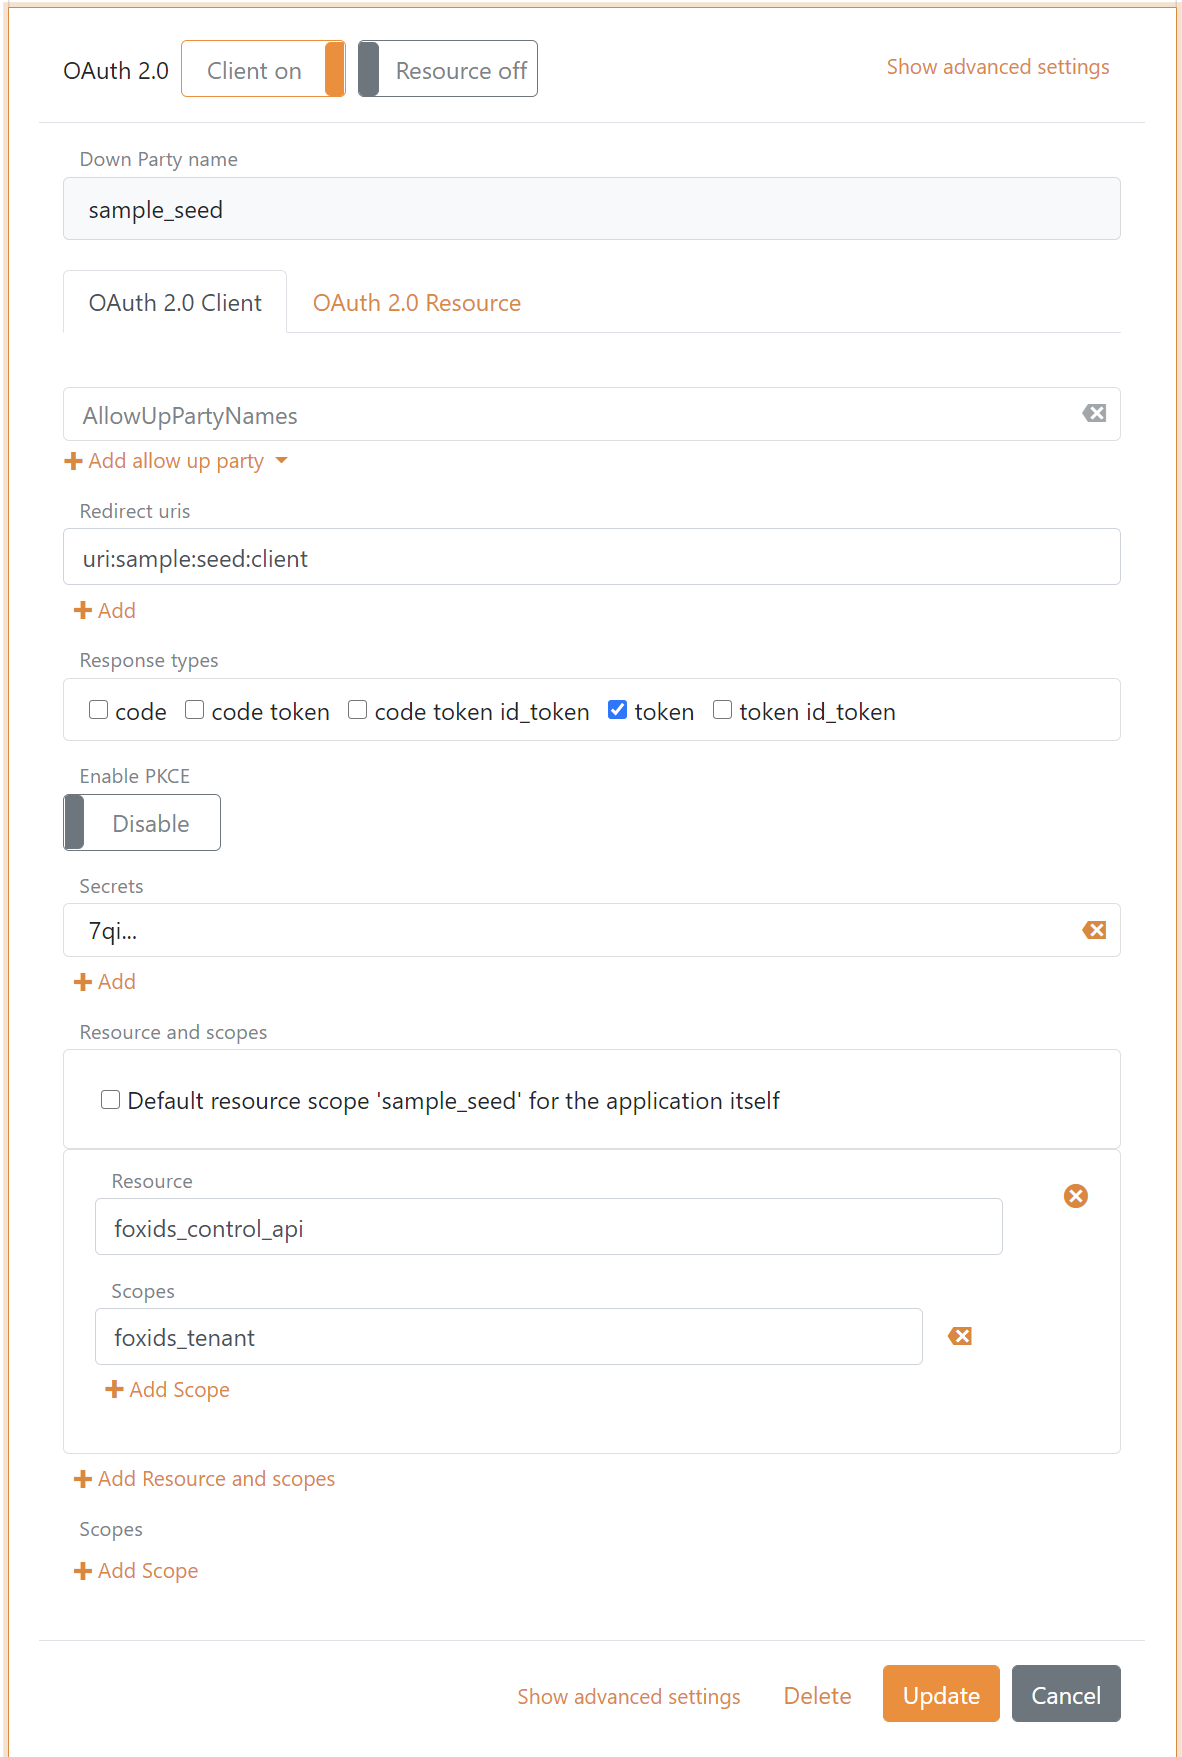 OAuth 2.0 Client on Resource off Show advanced settings
Down Party name
sample_seed
OAuth 2.0 Client OAuth 2.0 Resource
AllowUpPartyNames
Add allow up party
Redirect uris
uri:sample:seed:client
Add
Response types
code code token code token id_token token token id_token
Enable PKCE
Disable
Secrets
7qi...
Add
Resource and scopes
Default resource scope 'sample_seed' for the application itself
Resource
foxids_control_api
Scopes
foxids_tenant
Add Scope
Add Resource and scopes
Scopes
Add Scope
Show advanced settings Delete Update Cancel